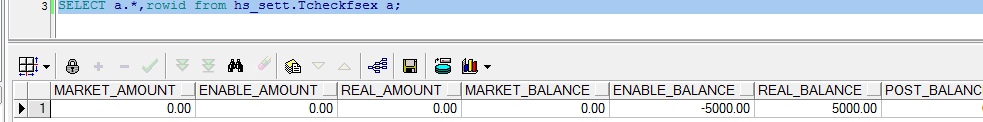 3 SELECT a.*,rowid from hs_sett.Tcheckfsex a;
MARKET_AMOUNT ENABLE_AMOUNT REAL_AMOUNT MARKET_BALANCE ENABLE_BALANCE REAL_BALANCE POST_BALANC
1 0.00 0.00 0.00 0.00 -5000.00 5000.00